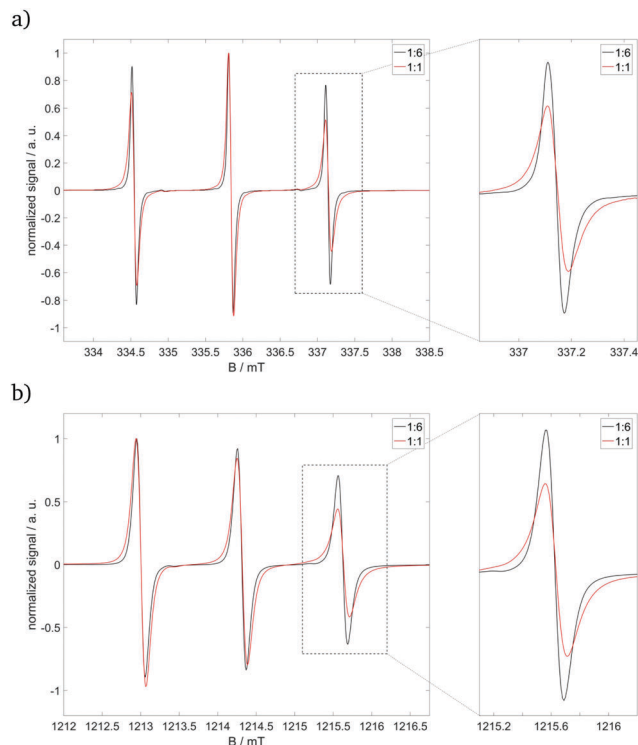 a)
1:6
1:1
1
0.8
0.6
0.4
0.2
0
-0.2
-0.4
-0.6
-0.8
-1
normalized signal / a. u.
334 334.5 335 335.5 336 336.5 337 337.5 338 338.5
B / mT
1:6
1:1
337 337.2 337.4
b)
1:6
1:1
1
0.5
0
-0.5
-1
normalized signal / a. u.
1212 1212.5 1213 1213.5 1214 1214.5 1215 1215.5 1216 1216.5
B / mT
1:6
1:1
1215.2 1215.6 1216